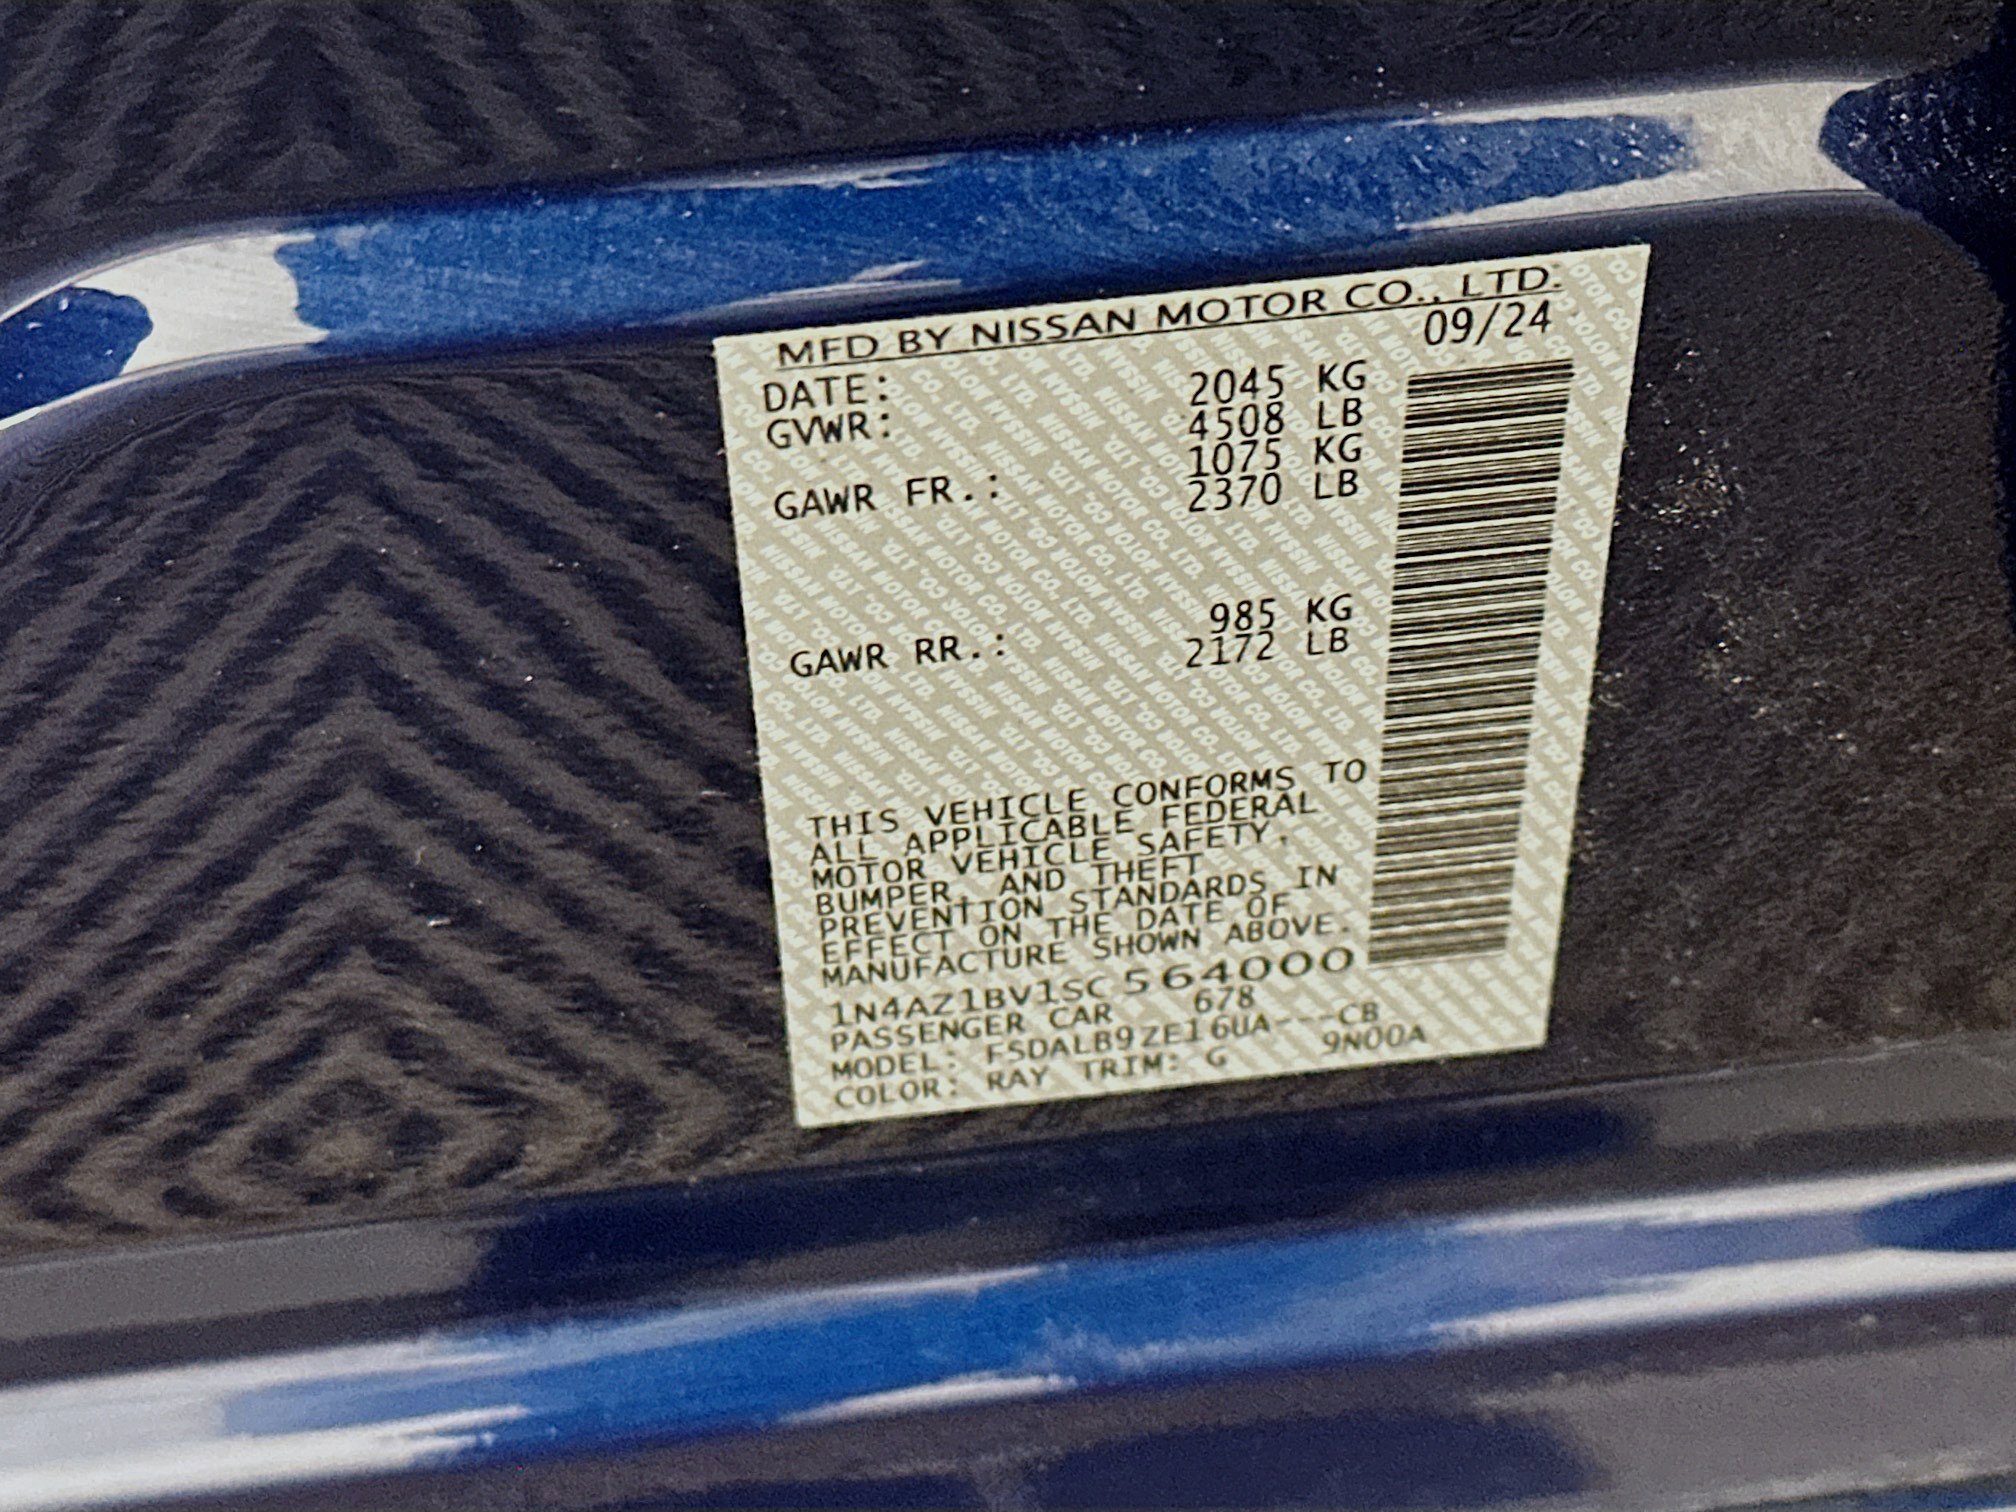 MFD BY NISSAN MOTOR CO., LTD.
DATE: 09/24
GVWR: 2045 KG
4508 LB
GAWR FR.: 1075 KG
2370 LB
GAWR RR.: 985 KG
2172 LB
THIS VEHICLE CONFORMS TO
ALL APPLICABLE FEDERAL
MOTOR VEHICLE SAFETY,
BUMPER, AND THEFT
PREVENTION STANDARDS IN
EFFECT ON THE DATE OF
MANUFACTURE SHOWN ABOVE.
1N4AZ1BV1SC564000
PASSENGER CAR 678
MODEL: FSDALB9ZE16UA---CB
COLOR: RAY TRIM: G 9N00A